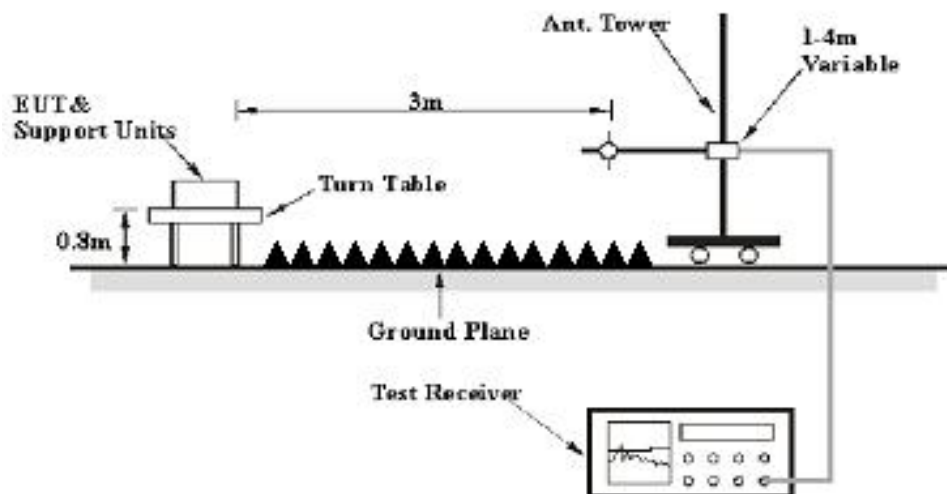 Ant. Tower
1-4m
Variable
3m
EUT&
Support Units
Turn Table
0.8m
Ground Plane
Test Receiver